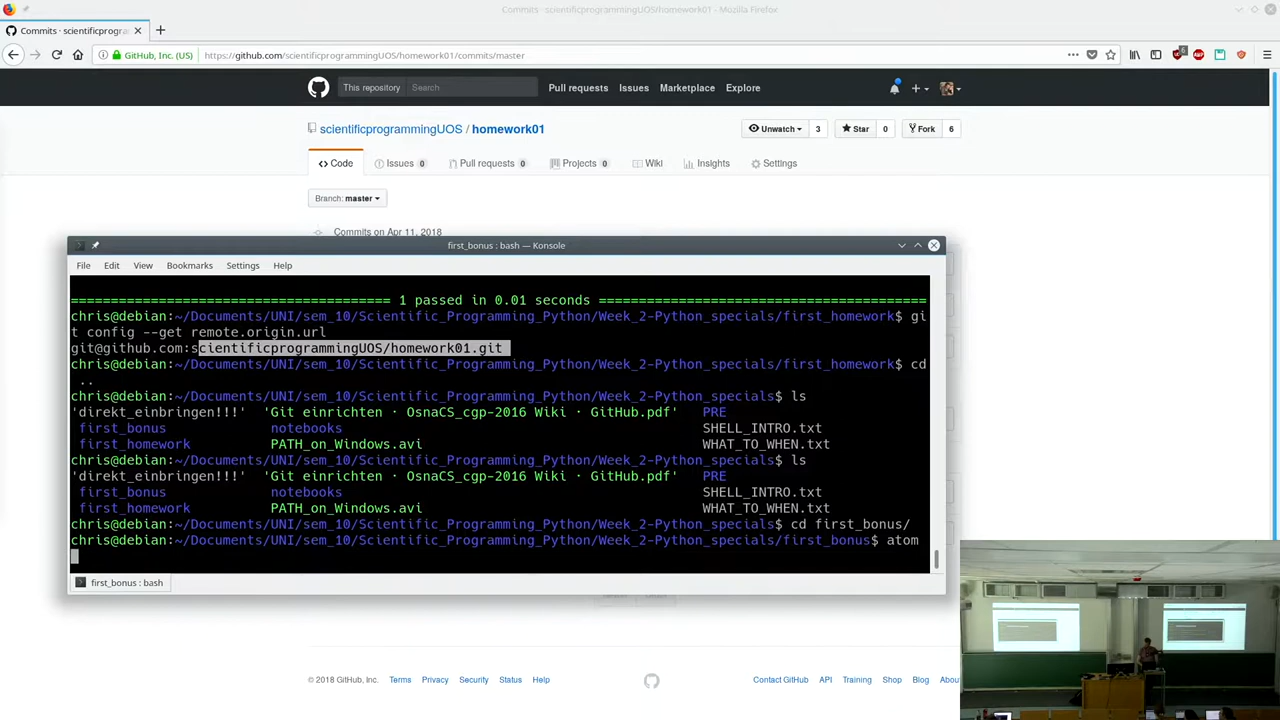 Commits · scientificprogrammingUOS/homework01 - Mozilla Firefox
Commits · scientificprogra
GitHub, Inc. (US)
https://github.com/scientificprogrammingUOS/homework01/commits/master
6
ABP
This repository
Search
Pull requests
Issues
Marketplace
Explore
scientificprogrammingUOS / homework01
Unwatch 3
Star 0
Fork 6
Code
Issues 0
Pull requests 0
Projects 0
Wiki
Insights
Settings
Branch: master
Commits on Apr 11, 2018
first_bonus : bash — Konsole
File Edit View Bookmarks Settings Help
======================================== 1 passed in 0.01 seconds =========================================
chris@debian:~/Documents/UNI/sem_10/Scientific_Programming_Python/Week_2-Python_specials/first_homework$ gi
t config --get remote.origin.url
git@github.com:scientificprogrammingUOS/homework01.git
chris@debian:~/Documents/UNI/sem_10/Scientific_Programming_Python/Week_2-Python_specials/first_homework$ cd
..
chris@debian:~/Documents/UNI/sem_10/Scientific_Programming_Python/Week_2-Python_specials$ ls
'direkt_einbringen!!!' 'Git einrichten · OsnaCS_cgp-2016 Wiki · GitHub.pdf' PRE
first_bonus notebooks SHELL_INTRO.txt
first_homework PATH_on_Windows.avi WHAT_TO_WHEN.txt
chris@debian:~/Documents/UNI/sem_10/Scientific_Programming_Python/Week_2-Python_specials$ ls
'direkt_einbringen!!!' 'Git einrichten · OsnaCS_cgp-2016 Wiki · GitHub.pdf' PRE
first_bonus notebooks SHELL_INTRO.txt
first_homework PATH_on_Windows.avi WHAT_TO_WHEN.txt
chris@debian:~/Documents/UNI/sem_10/Scientific_Programming_Python/Week_2-Python_specials$ cd first_bonus/
chris@debian:~/Documents/UNI/sem_10/Scientific_Programming_Python/Week_2-Python_specials/first_bonus$ atom
first_bonus : bash
© 2018 GitHub, Inc. Terms Privacy Security Status Help
Contact GitHub API Training Shop Blog Abou